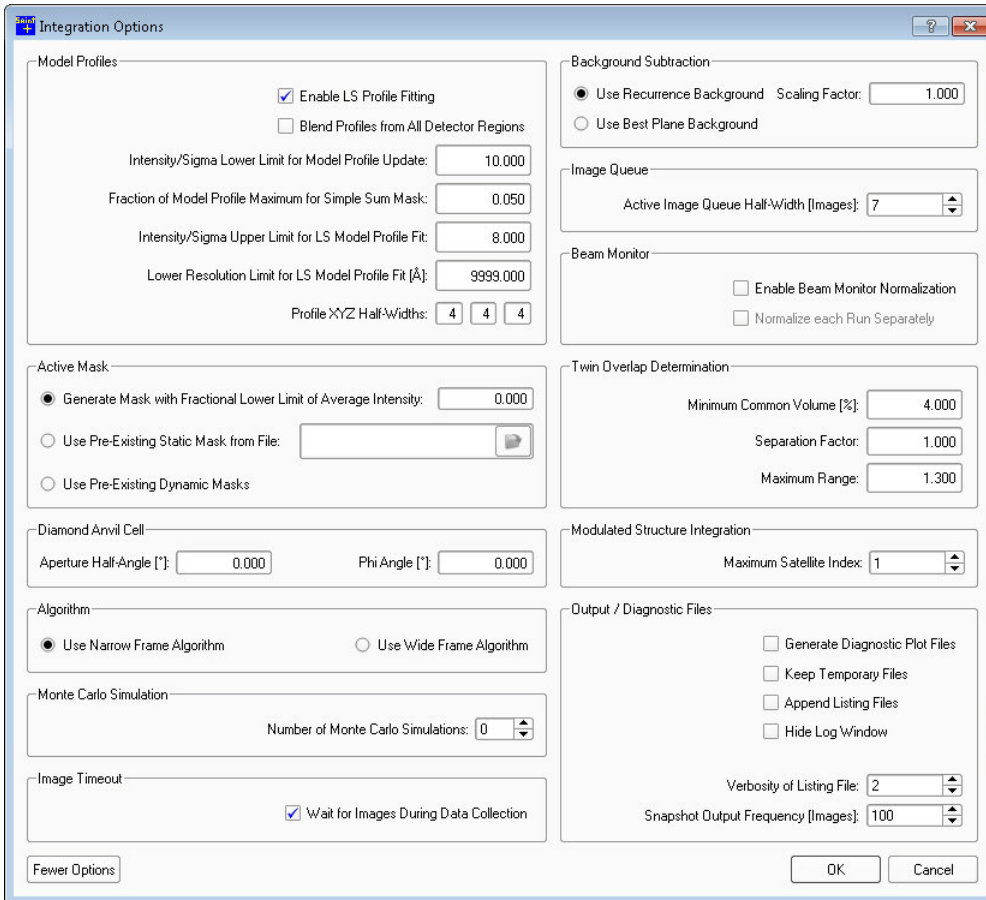 SAINT + Integration Options
Model Profiles
Enable LS Profile Fitting
Blend Profiles from All Detector Regions
Intensity/Sigma Lower Limit for Model Profile Update: 10.000
Fraction of Model Profile Maximum for Simple Sum Mask: 0.050
Intensity/Sigma Upper Limit for LS Model Profile Fit: 8.000
Lower Resolution Limit for LS Model Profile Fit [Å]: 9999.000
Profile XYZ Half-Widths: 4 4 4
Active Mask
Generate Mask with Fractional Lower Limit of Average Intensity: 0.000
Use Pre-Existing Static Mask from File:
Use Pre-Existing Dynamic Masks
Diamond Anvil Cell
Aperture Half-Angle [°]: 0.000 Phi Angle [°]: 0.000
Algorithm
Use Narrow Frame Algorithm Use Wide Frame Algorithm
Monte Carlo Simulation
Number of Monte Carlo Simulations: 0
Image Timeout
Wait for Images During Data Collection
Background Subtraction
Use Recurrence Background Scaling Factor: 1.000
Use Best Plane Background
Image Queue
Active Image Queue Half-Width [Images]: 7
Beam Monitor
Enable Beam Monitor Normalization
Normalize each Run Separately
Twin Overlap Determination
Minimum Common Volume [%]: 4.000
Separation Factor: 1.000
Maximum Range: 1.300
Modulated Structure Integration
Maximum Satellite Index: 1
Output / Diagnostic Files
Generate Diagnostic Plot Files
Keep Temporary Files
Append Listing Files
Hide Log Window
Verbosity of Listing File: 2
Snapshot Output Frequency [Images]: 100
Fewer Options OK Cancel